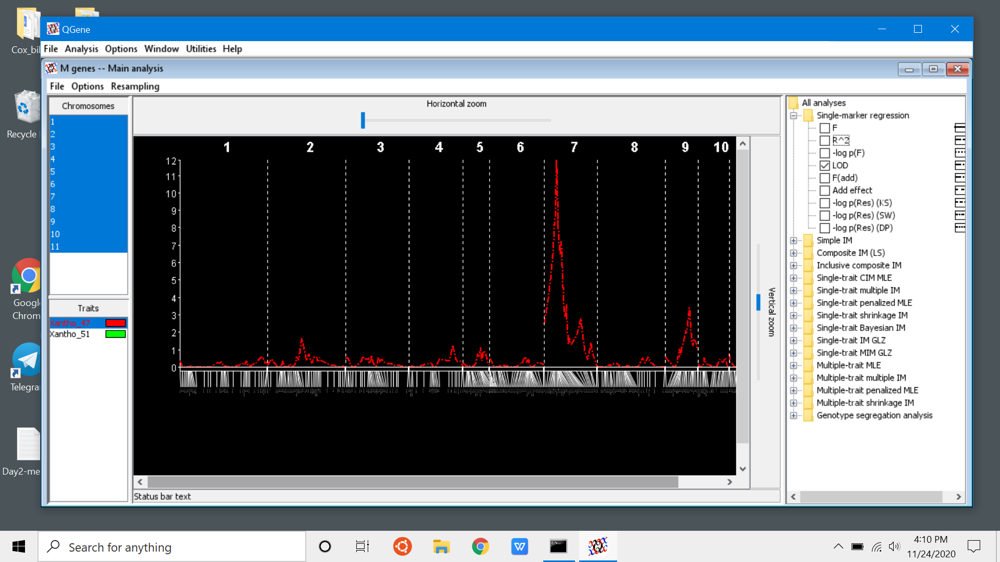 Cox_bil
Recycle
Googl
Chrom
Telegra
Day2-me
QGene
File Analysis Options Window Utilities Help
M genes -- Main analysis
File Options Resampling
Chromosomes
1
2
3
4
5
6
7
8
9
10
11
Traits
Xantho_47
Xantho_51
Horizontal zoom
1 2 3 4 5 6 7 8 9 10
12
11
10
9
8
7
6
5
4
3
2
1
0
Vertical zoom
Status bar text
All analyses
Single-marker regression
F
R^2
-log p(F)
LOD
F(add)
Add effect
-log p(Res) (KS)
-log p(Res) (SW)
-log p(Res) (DP)
Simple IM
Composite IM (LS)
Inclusive composite IM
Single-trait CIM MLE
Single-trait multiple IM
Single-trait penalized MLE
Single-trait shrinkage IM
Single-trait Bayesian IM
Single-trait IM GLZ
Single-trait MIM GLZ
Multiple-trait MLE
Multiple-trait multiple IM
Multiple-trait penalized MLE
Multiple-trait shrinkage IM
Genotype segregation analysis
Search for anything
4:10 PM
11/24/2020